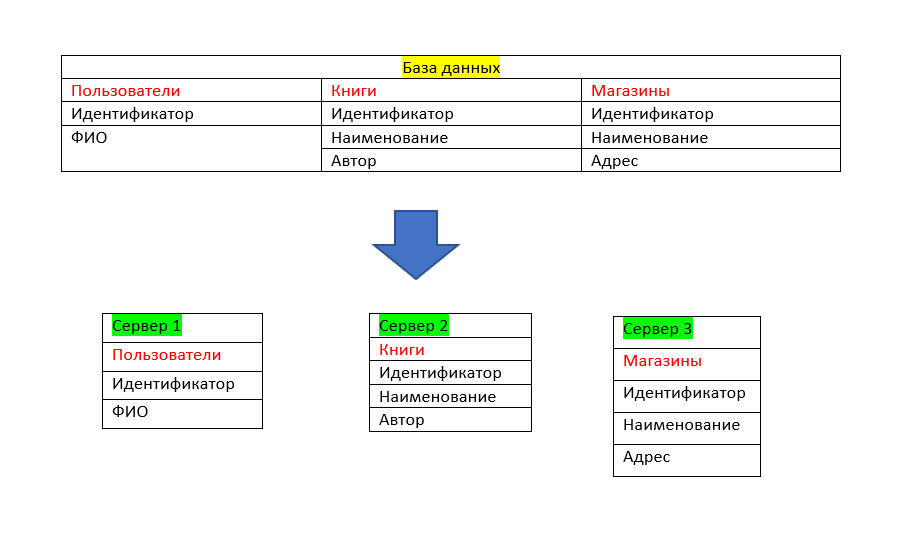 База данных
Пользователи Книги Магазины
Идентификатор Идентификатор Идентификатор
ФИО Наименование Наименование
Автор Адрес
Сервер 1
Пользователи
Идентификатор
ФИО
Сервер 2
Книги
Идентификатор
Наименование
Автор
Сервер 3
Магазины
Идентификатор
Наименование
Адрес